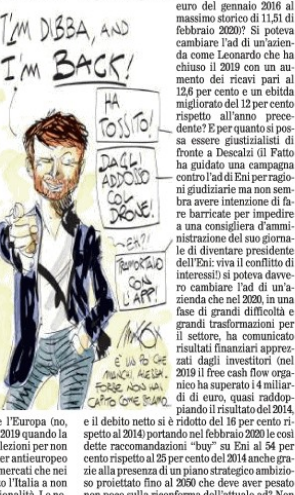 I'M DIBBA, AND
I'M BACK!
HA
TOSSITO!
DAGLI
ADDOSSO
COL
DRONE!
EH?!
TREMORTAVO
CON
L'APP!
E' UN PO' CHE
MANCHI, ALESSÀ.
FORSE NON HAI
CAPITO COME STIAMO.
euro del gennaio 2016 al
massimo storico di 11,51 di
febbraio 2020)? Si poteva
cambiare l'ad di un'azien-
da come Leonardo che ha
chiuso il 2019 con un au-
mento dei ricavi pari al
12,6 per cento e un ebitda
migliorato del 12 per cento
rispetto all'anno prece-
dente? E per quanto si pos-
sa essere giustizialisti di
fronte a Descalzi (il Fatto
ha guidato una campagna
contro l'ad di Eni per ragio-
ni giudiziarie ma non sem-
bra avere intenzione di fa-
re barricate per impedire
a una consigliera d'ammi-
nistrazione del suo giorna-
le di diventare presidente
dell'Eni: viva il conflitto di
interessi!) si poteva davve-
ro cambiare l'ad di un'a-
zienda che nel 2020, in una
fase di grandi difficoltà e
grandi trasformazioni per
il settore, ha comunicato
risultati finanziari apprez-
zati dagli investitori (nel
2019 il free cash flow orga-
nico ha superato i 4 miliar-
di di euro, quasi raddop-
piando il risultato del 2014,
e il debito netto si è ridotto del 16 per cento ri-
spetto al 2014) portando nel febbraio 2020 le così
dette raccomandazioni "buy" su Eni al 54 per
cento rispetto al 25 per cento del 2014 anche gra-
zie alla presenza di un piano strategico ambizio-
so proiettato fino al 2050 che deve aver pesato
e l'Europa (no,
2019 quando la
lezioni per non
er antieuropeo
mercati che nei
to l'Italia a non